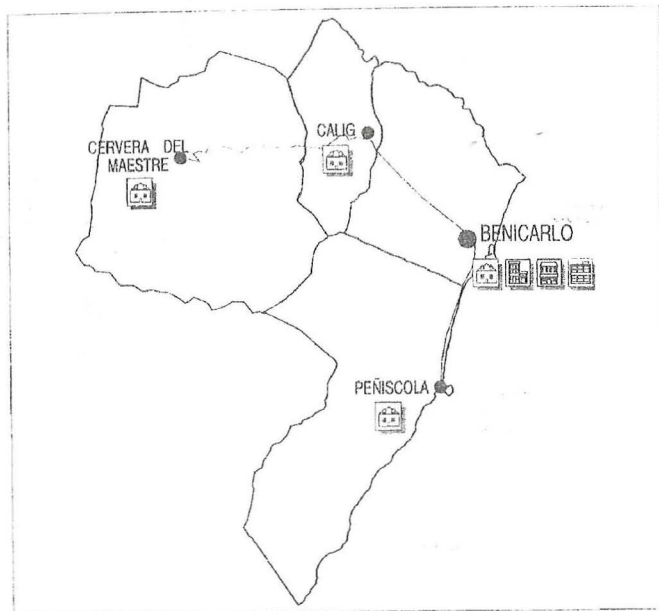 CALIG
CERVERA DEL
MAESTRE
BENICARLO
PEÑISCOLA